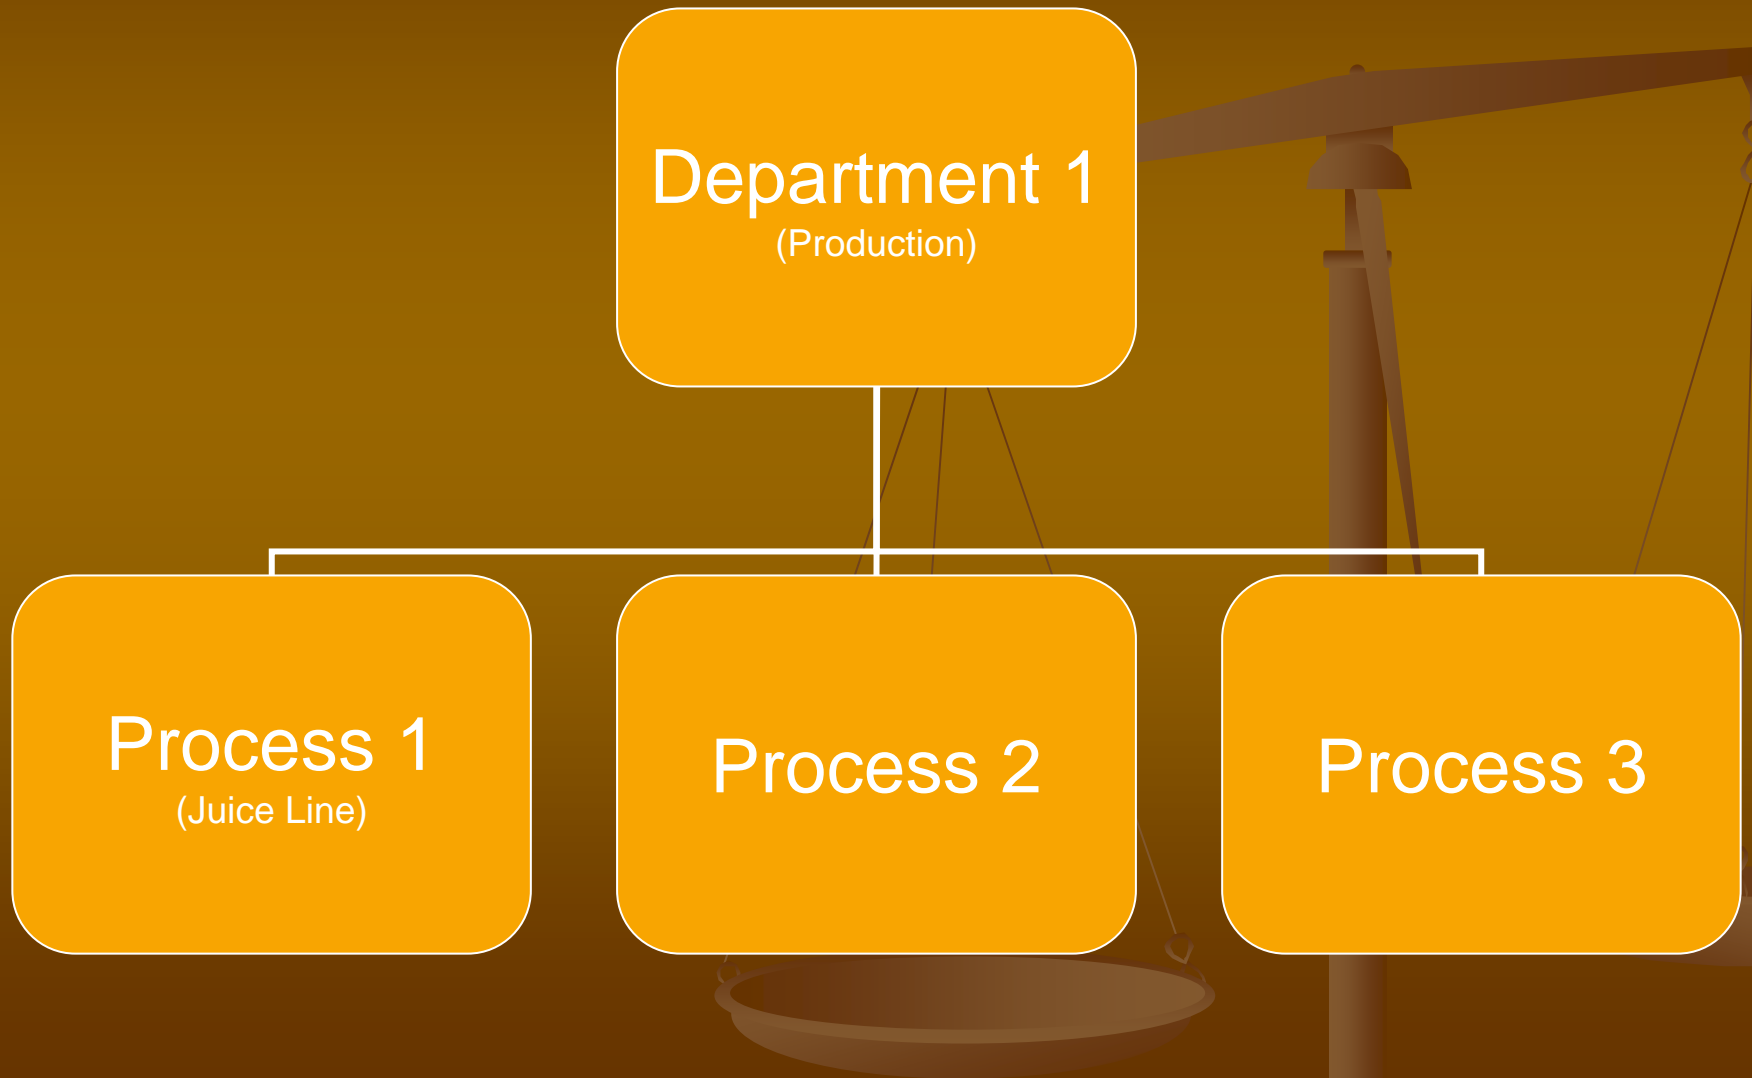 Department 1
(Production)
Process 1
(Juice Line)
Process 2
Process 3